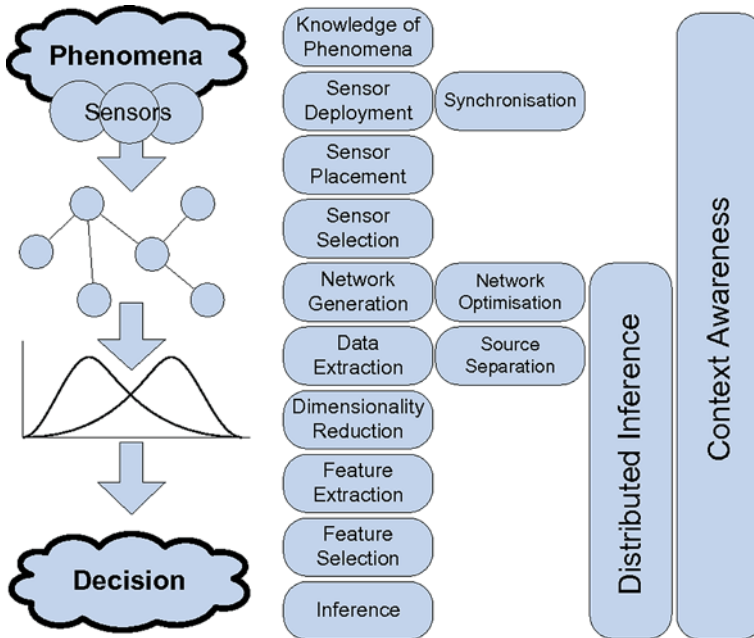 Phenomena
Sensors
Decision
Knowledge of
Phenomena
Sensor
Deployment
Synchronisation
Sensor
Placement
Sensor
Selection
Network
Generation
Network
Optimisation
Data
Extraction
Source
Separation
Dimensionality
Reduction
Feature
Extraction
Feature
Selection
Inference
Distributed Inference
Context Awareness